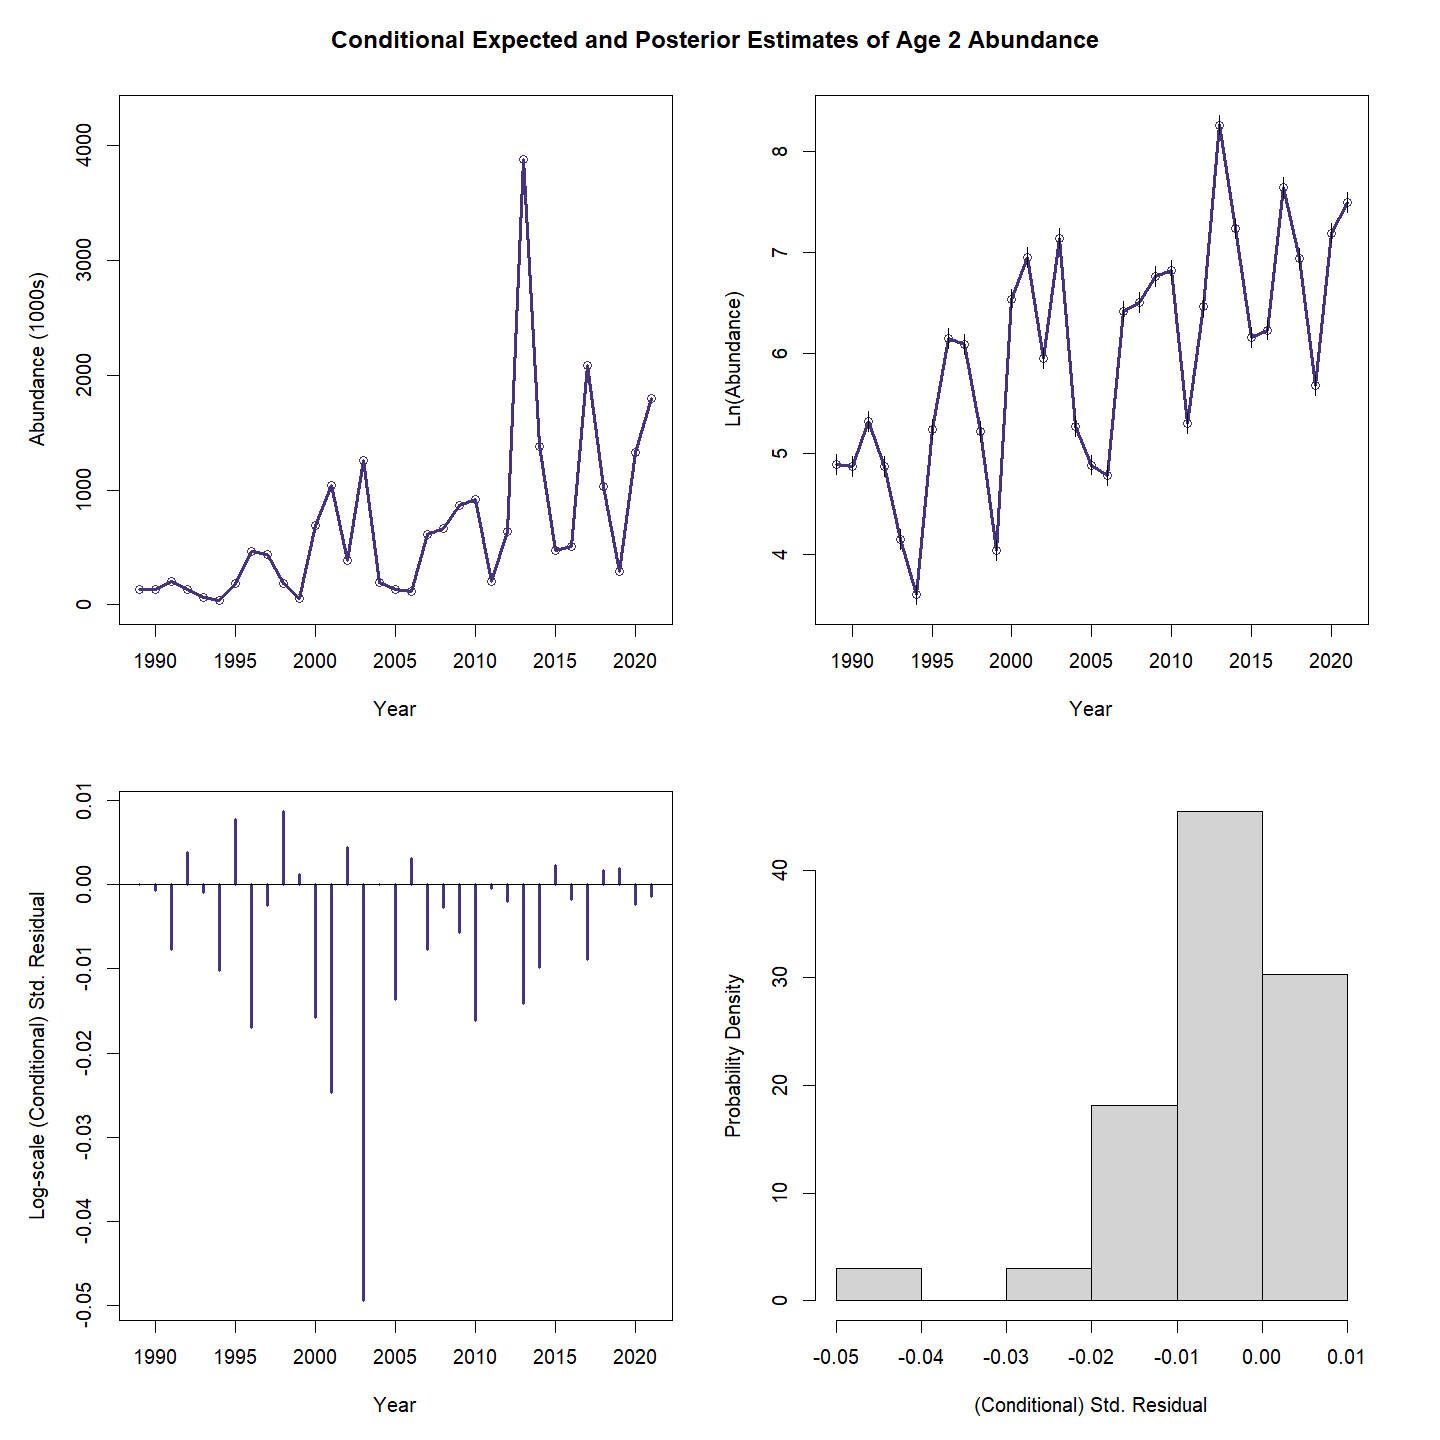 Conditional Expected and Posterior Estimates of Age 2 Abundance
Abundance (1000s)
4000
3000
2000
1000
0
1990 1995 2000 2005 2010 2015 2020
Year
Ln(Abundance)
8
7
6
5
4
1990 1995 2000 2005 2010 2015 2020
Year
Log-scale (Conditional) Std. Residual
0.01
0.00
-0.01
-0.02
-0.03
-0.04
-0.05
1990 1995 2000 2005 2010 2015 2020
Year
Probability Density
40
30
20
10
0
-0.05 -0.04 -0.03 -0.02 -0.01 0.00 0.01
(Conditional) Std. Residual